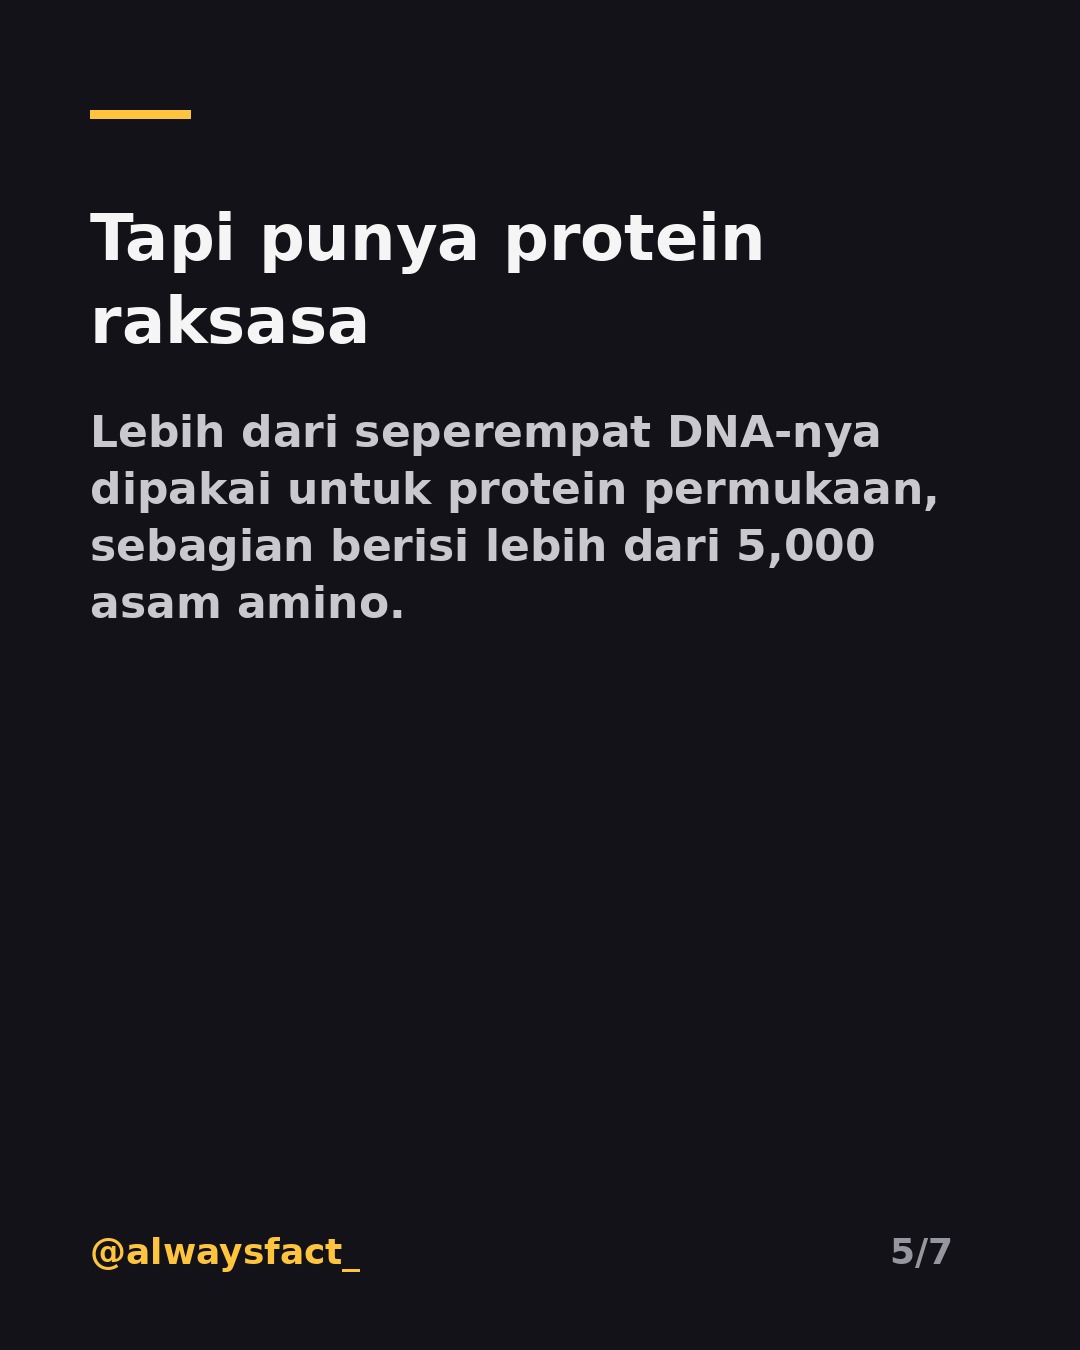 Tapi punya protein
raksasa
Lebih dari seperempat DNA-nya
dipakai untuk protein permukaan,
sebagian berisi lebih dari 5,000
asam amino.
@alwaysfact_
5/7